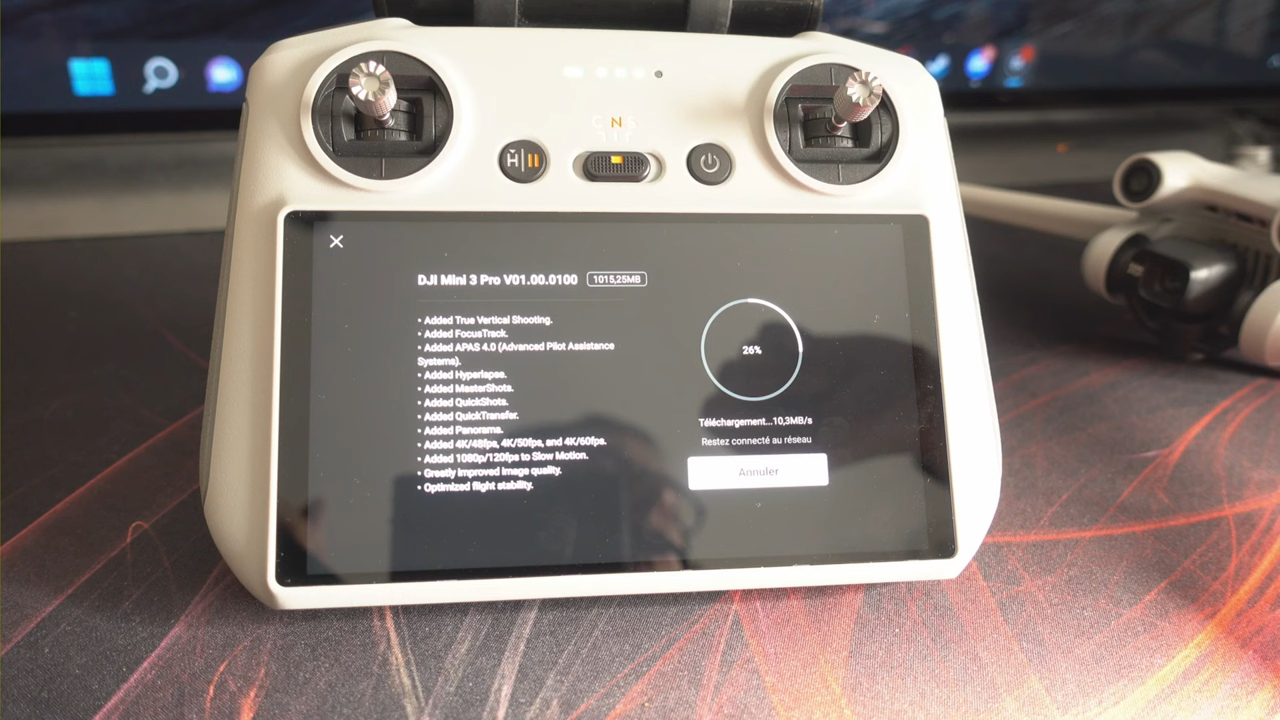 C N S
H
DJI Mini 3 Pro V01.00.0100 1015,25MB
• Added True Vertical Shooting.
• Added FocusTrack.
• Added APAS 4.0 (Advanced Pilot Assistance
Systems).
• Added Hyperlapse.
• Added MasterShots.
• Added QuickShots.
• Added QuickTransfer.
• Added Panorama.
• Added 4K/48fps, 4K/50fps, and 4K/60fps.
• Added 1080p/120fps to Slow Motion.
• Greatly improved image quality.
• Optimized flight stability.
26%
Téléchargement...10,3MB/s
Restez connecté au réseau
Annuler